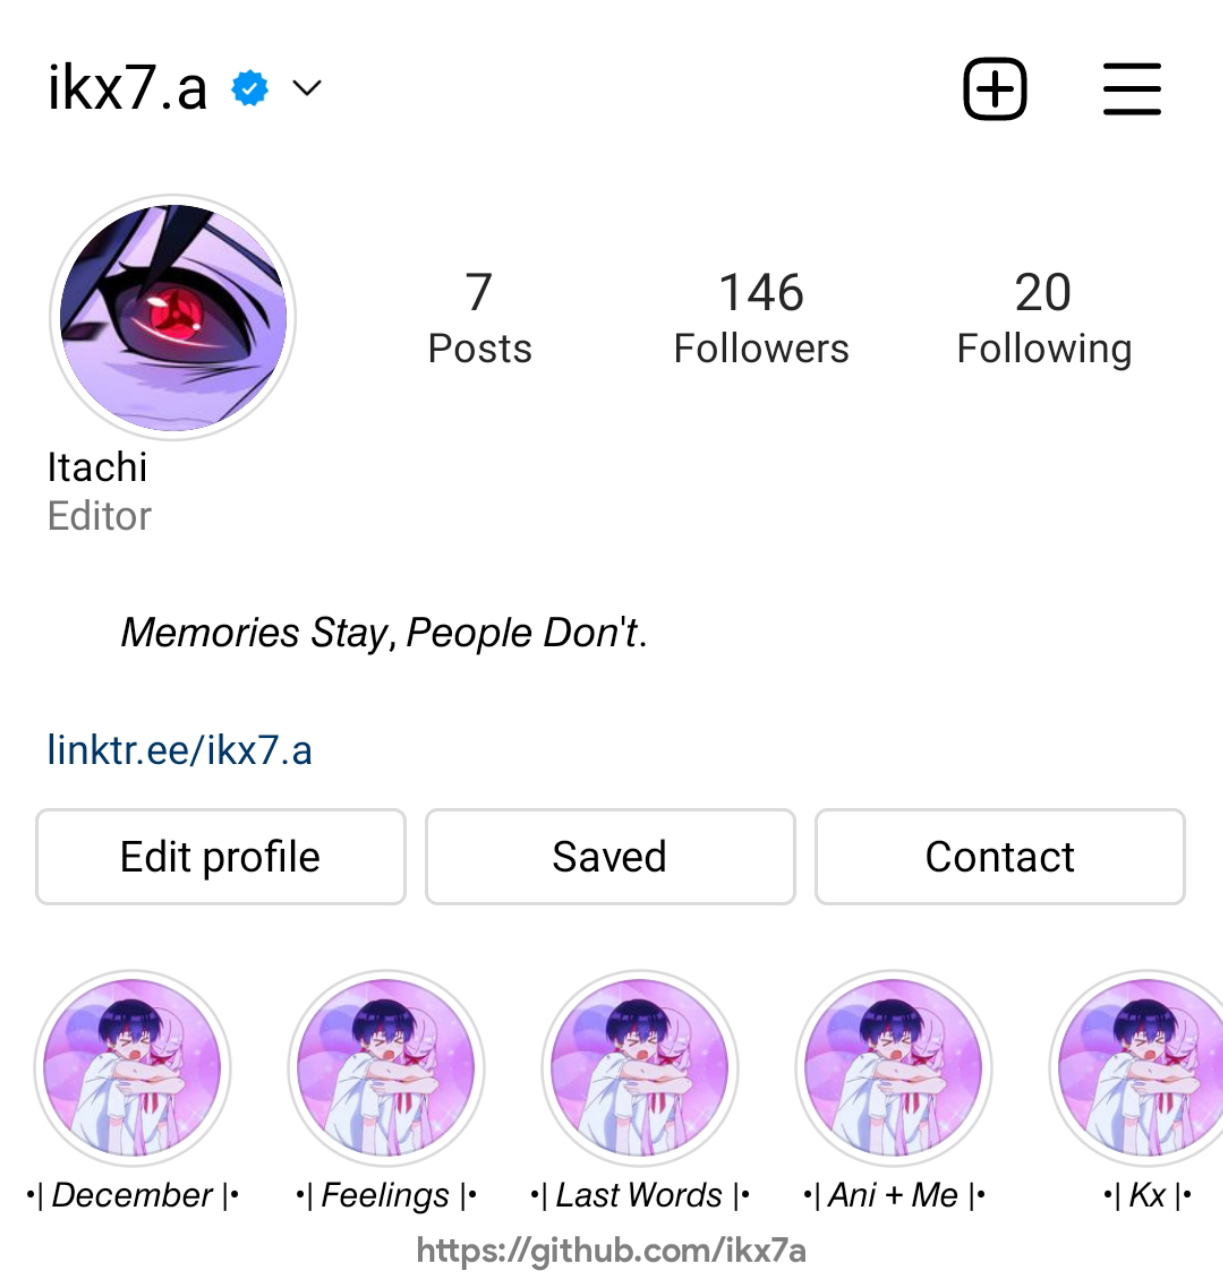 ikx7.a
7 146 20
Posts Followers Following
Itachi
Editor
Memories Stay, People Don't.
linktr.ee/ikx7.a
Edit profile Saved Contact
•| December |• •| Feelings |• •| Last Words |• •| Ani + Me |• •| Kx |•
https://github.com/ikx7a